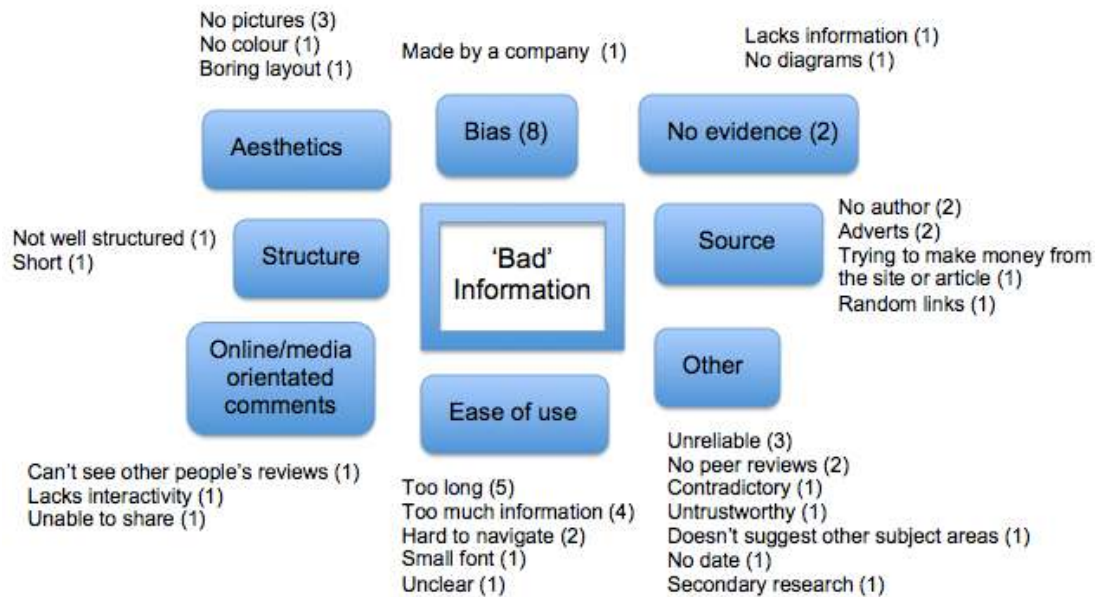 No pictures (3)
No colour (1)
Boring layout (1)
Aesthetics
Made by a company (1)
Bias (8)
Lacks information (1)
No diagrams (1)
No evidence (2)
Not well structured (1)
Short (1)
Structure
'Bad'
Information
Source
No author (2)
Adverts (2)
Trying to make money from
the site or article (1)
Random links (1)
Online/media
orientated
comments
Can't see other people's reviews (1)
Lacks interactivity (1)
Unable to share (1)
Ease of use
Too long (5)
Too much information (4)
Hard to navigate (2)
Small font (1)
Unclear (1)
Other
Unreliable (3)
No peer reviews (2)
Contradictory (1)
Untrustworthy (1)
Doesn't suggest other subject areas (1)
No date (1)
Secondary research (1)